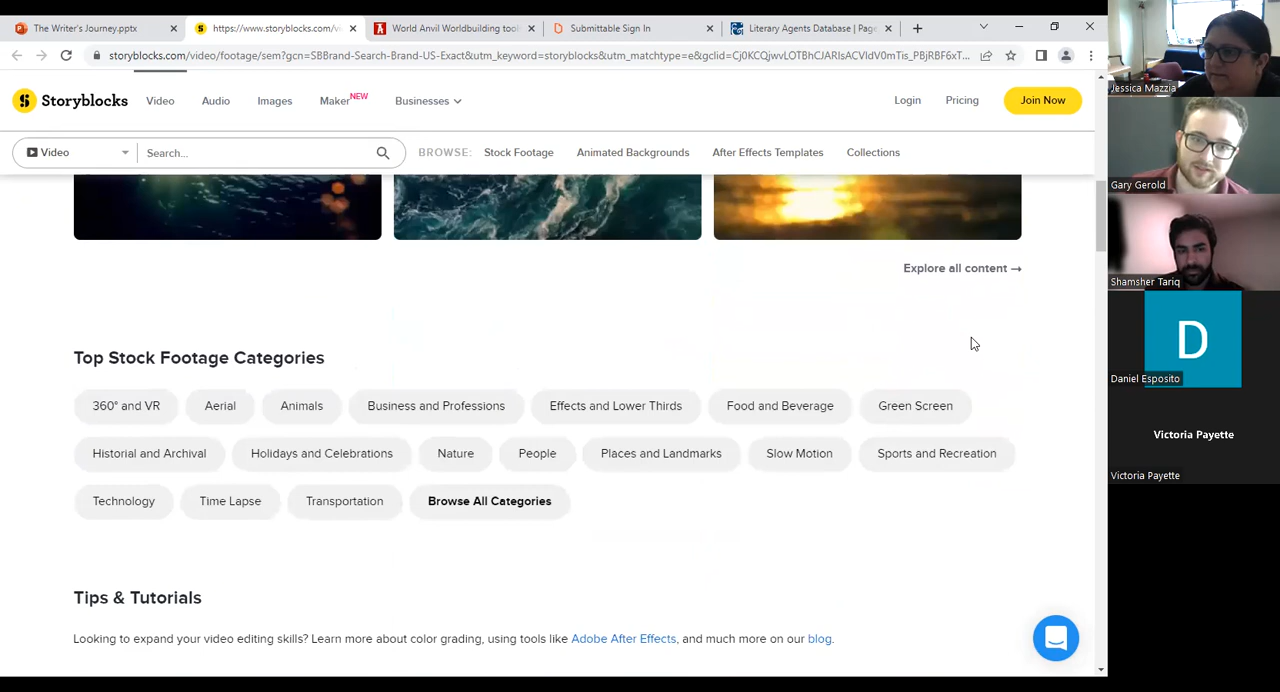 The Writer's Journey.pptx
https://www.storyblocks.com/vi
World Anvil Worldbuilding tool
Submittable Sign In
Literary Agents Database | Page
storyblocks.com/video/footage/sem?gcn=SBBrand-Search-Brand-US-Exact&
Storyblocks
Video
Audio
Images
Maker NEW
Businesses
Login
Pricing
Join Now
Video
Search...
BROWSE:
Stock Footage
Animated Backgrounds
After Effects Templates
Collections
Explore all content →
Top Stock Footage Categories
360° and VR
Aerial
Animals
Business and Professions
Effects and Lower Thirds
Food and Beverage
Green Screen
Historial and Archival
Holidays and Celebrations
Nature
People
Places and Landmarks
Slow Motion
Sports and Recreation
Technology
Time Lapse
Transportation
Browse All Categories
Tips & Tutorials
Looking to expand your video editing skills? Learn more about color grading, using tools like Adobe After Effects, and much more on our blog.
Jessica Mazzia
Gary Gerold
Shamsher Tariq
D
Daniel Esposito
Victoria Payette
Victoria Payette